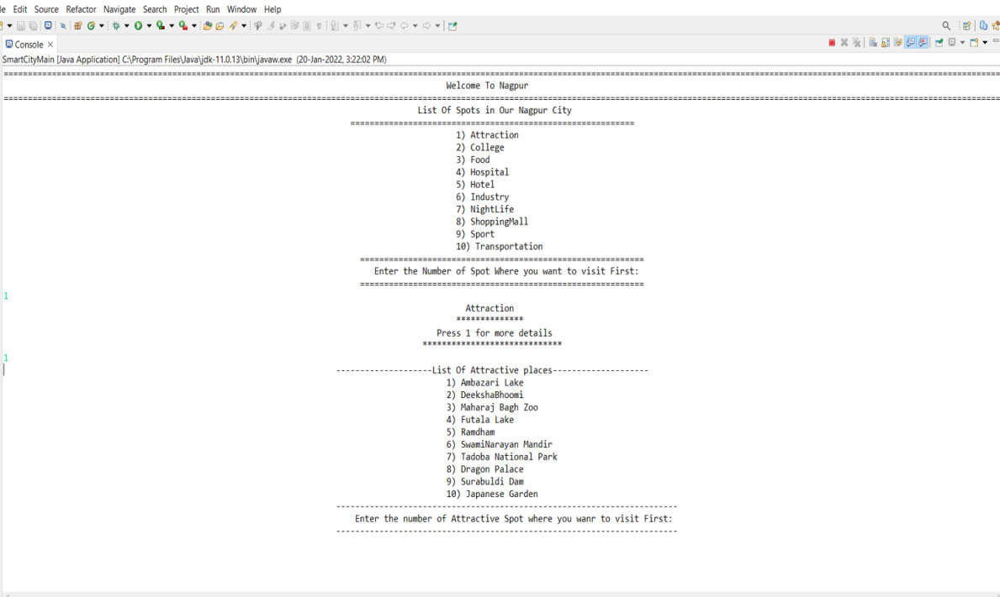 le Edit Source Refactor Navigate Search Project Run Window Help
Console ×
SmartCityMain [Java Application] C:\Program Files\Java\jdk-11.0.13\bin\javaw.exe (20-Jan-2022, 3:22:02 PM)
Welcome To Nagpur
List Of Spots in Our Nagpur City
===========================================================
1) Attraction
2) College
3) Food
4) Hospital
5) Hotel
6) Industry
7) NightLife
8) ShoppingMall
9) Sport
10) Transportation
===========================================================
Enter the Number of Spot Where you want to visit First:
===========================================================
1
Attraction
**************
Press 1 for more details
*****************************
1
--------------------List Of Attractive places--------------------
1) Ambazari Lake
2) DeekshaBhoomi
3) Maharaj Bagh Zoo
4) Futala Lake
5) Ramdham
6) SwamiNarayan Mandir
7) Tadoba National Park
8) Dragon Palace
9) Surabuldi Dam
10) Japanese Garden
-----------------------------------------------------------------------
Enter the number of Attractive Spot where you wanr to visit First:
-----------------------------------------------------------------------